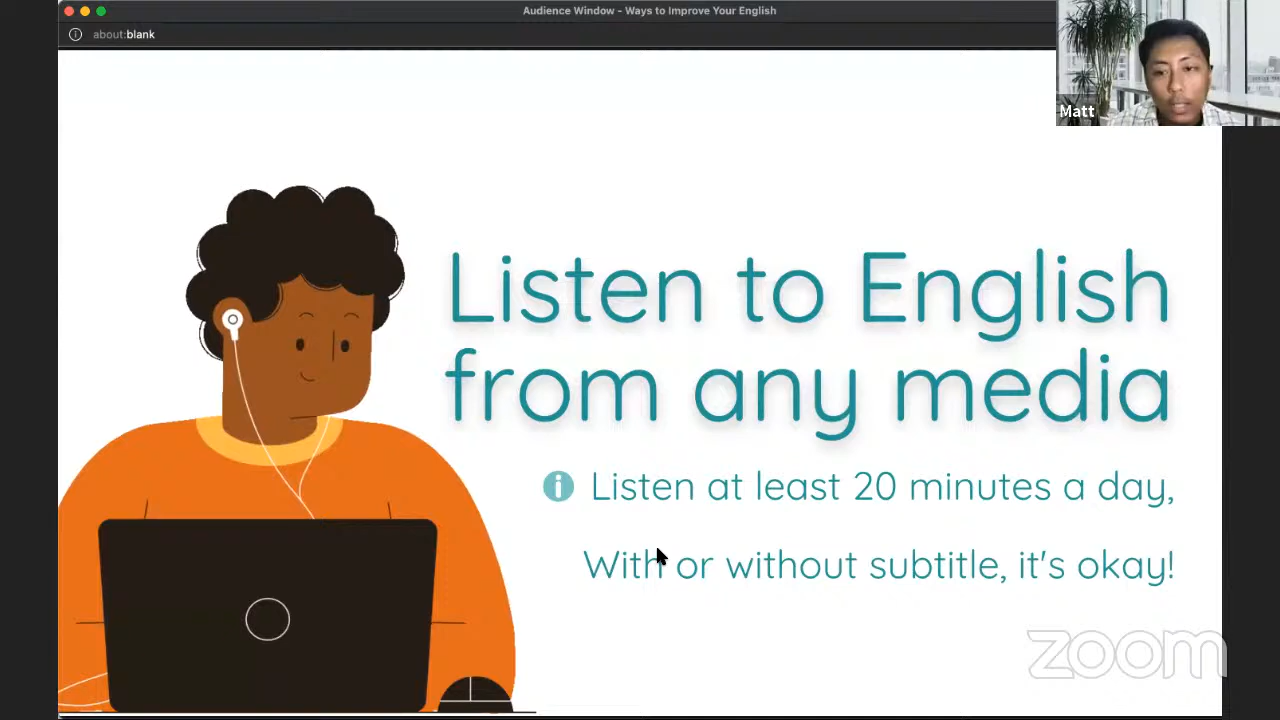 Audience Window - Ways to Improve Your English
about:blank
Matt
Listen to English
from any media
Listen at least 20 minutes a day,
With or without subtitle, it's okay!
zoom